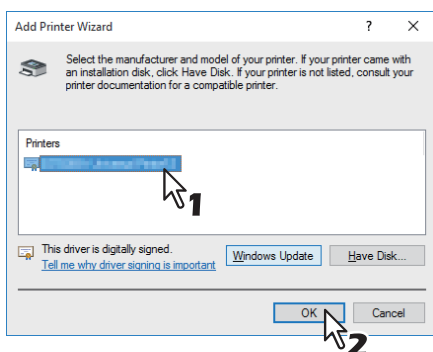 Add Printer Wizard
?
Select the manufacturer and model of your printer. If your printer came with
an installation disk, click Have Disk. If your printer is not listed, consult your
printer documentation for a compatible printer.
Printers
1
This driver is digitally signed.
Tell me why driver signing is important
Windows Update
Have Disk...
OK
Cancel
2